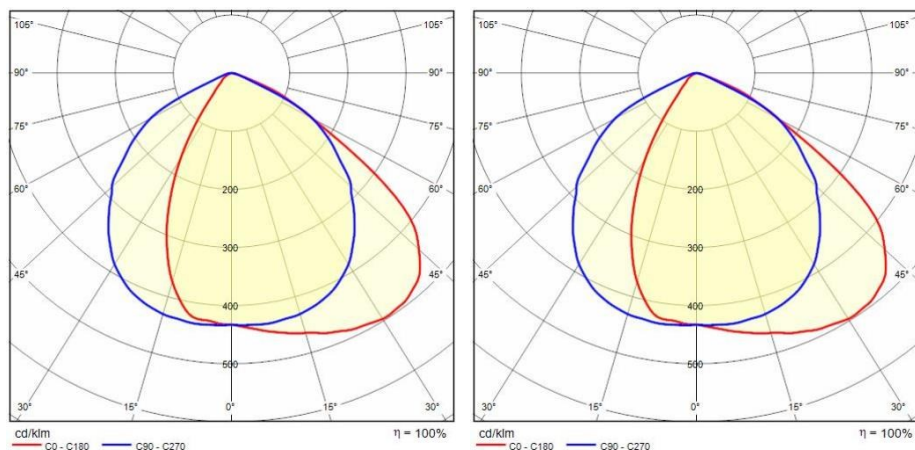 105° 105° 105° 105°
90° 90° 90° 90°
75° 75° 75° 75°
200 200
60° 60° 60° 60°
300 300
45° 45° 45° 45°
400 400
500 500
30° 15° 0° 15° 30° 30° 15° 0° 15° 30°
cd/klm η = 100% cd/klm η = 100%
C0 - C180 C90 - C270 C0 - C180 C90 - C270